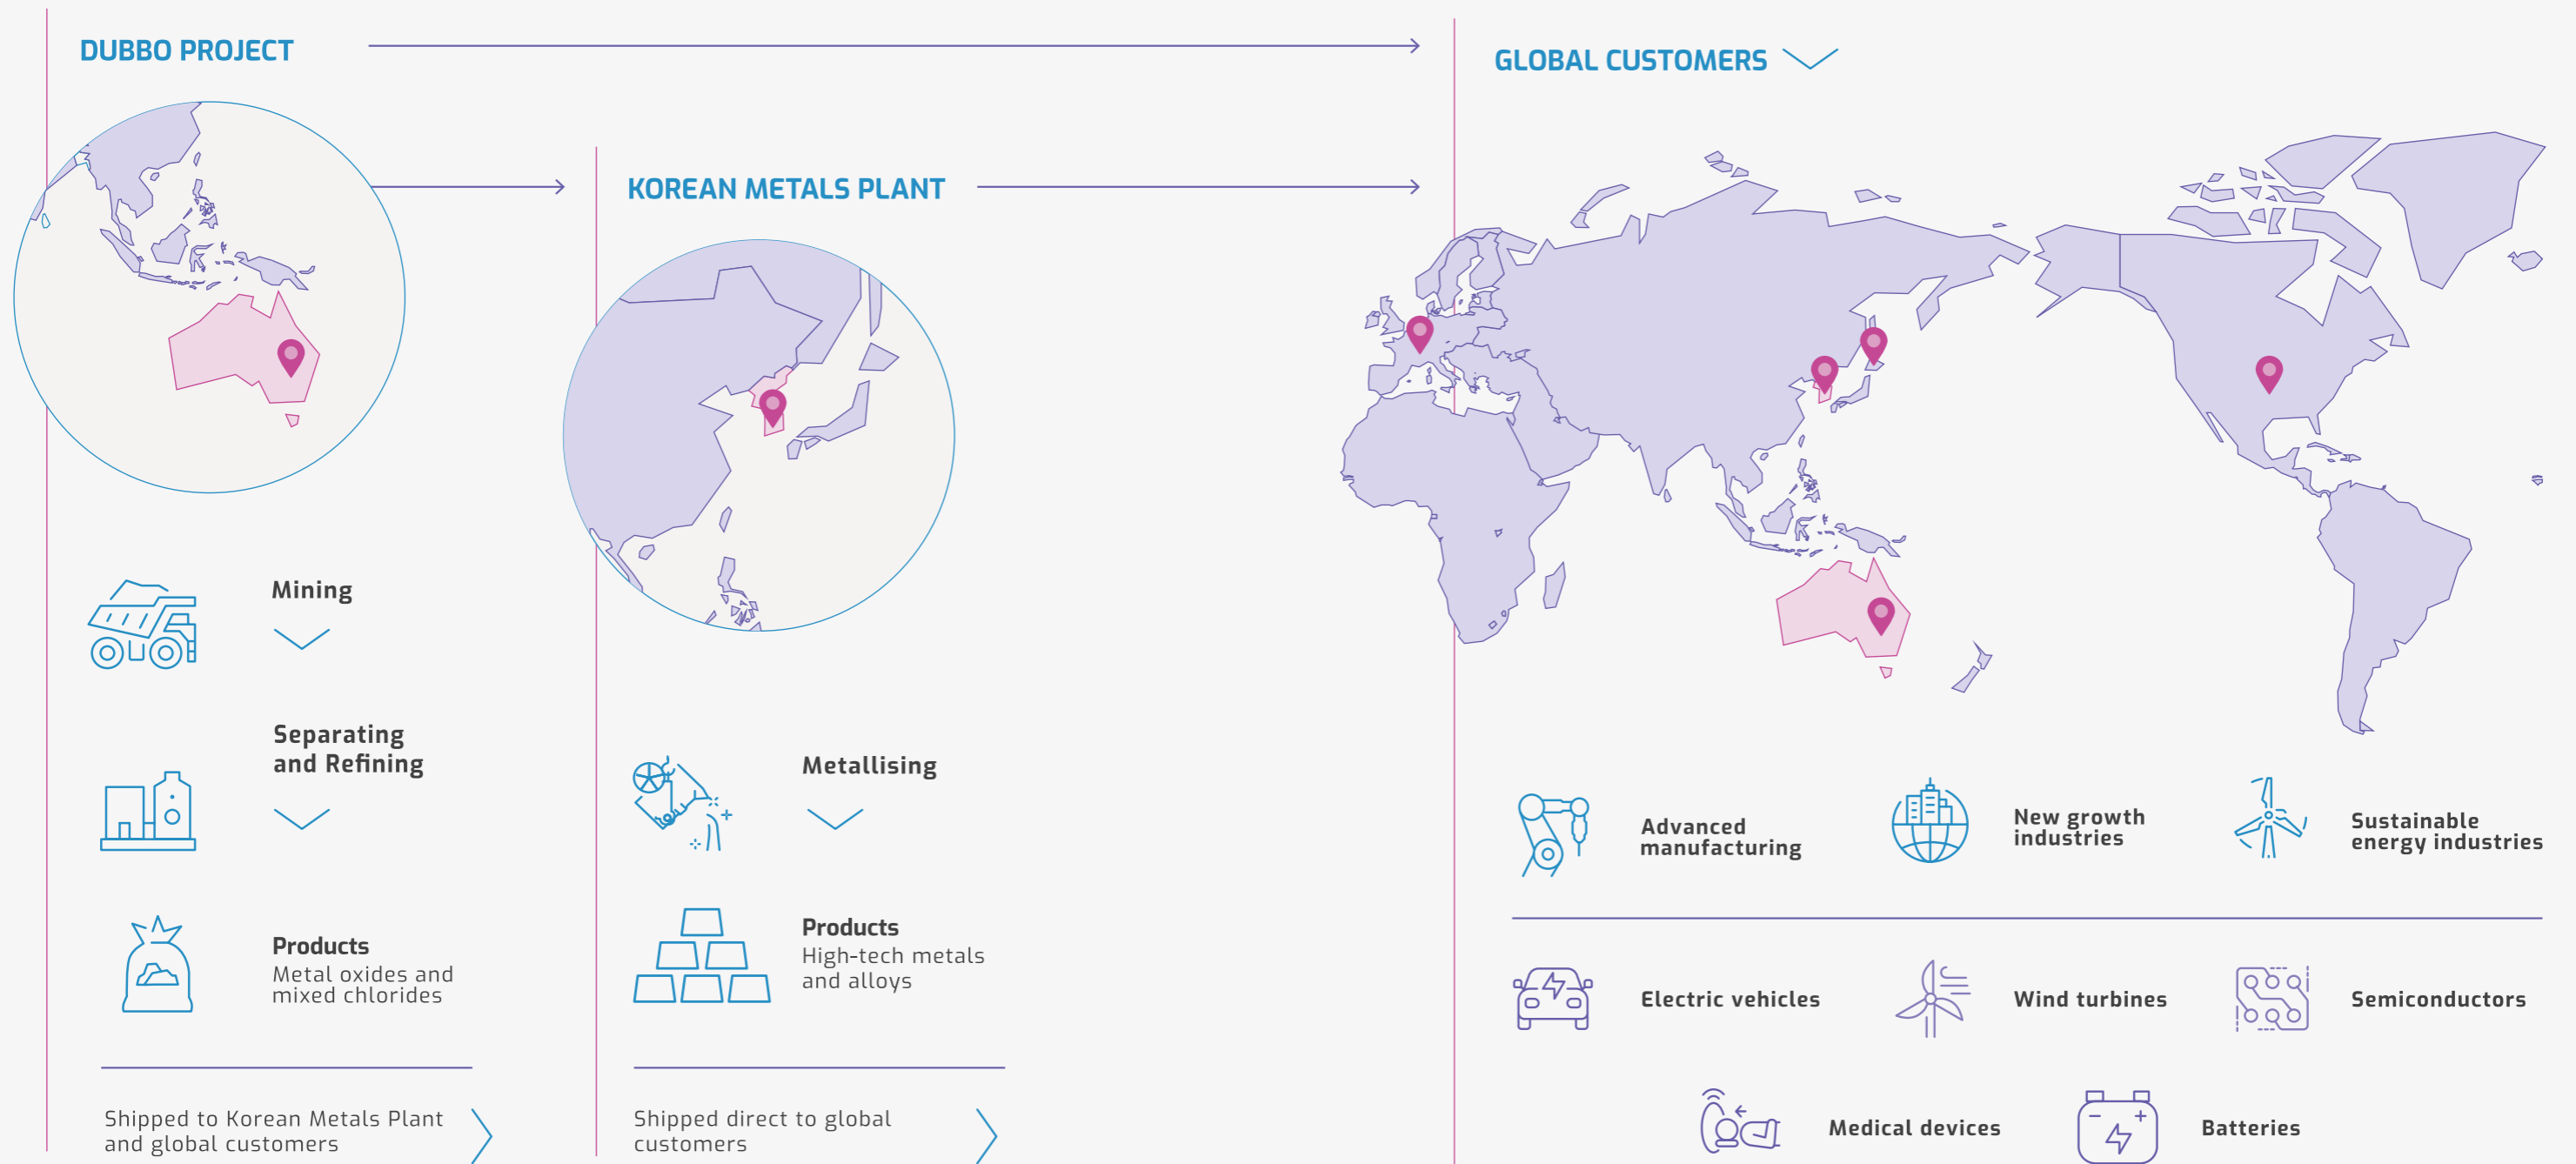 DUBBO PROJECT
Mining
Separating
and Refining
Products
Metal oxides and
mixed chlorides
Shipped to Korean Metals Plant
and global customers
KOREAN METALS PLANT
Metallising
Products
High-tech metals
and alloys
Shipped direct to global
customers
GLOBAL CUSTOMERS
Advanced
manufacturing
New growth
industries
Sustainable
energy industries
Electric vehicles
Wind turbines
Semiconductors
Medical devices
Batteries